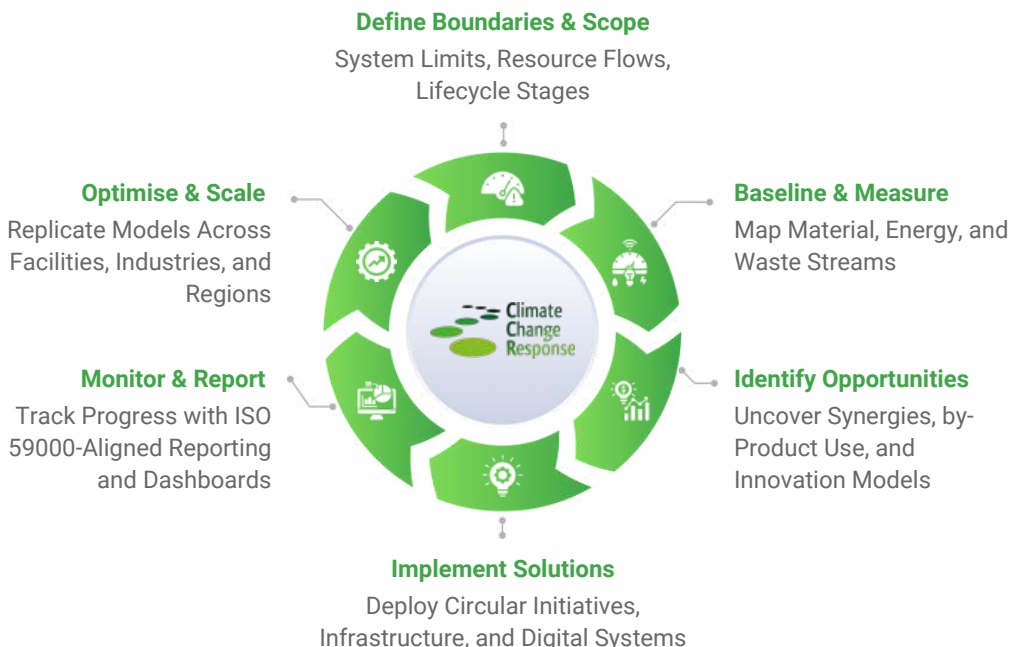 Define Boundaries & Scope
System Limits, Resource Flows,
Lifecycle Stages
Baseline & Measure
Map Material, Energy, and
Waste Streams
Identify Opportunities
Uncover Synergies, by-
Product Use, and
Innovation Models
Implement Solutions
Deploy Circular Initiatives,
Infrastructure, and Digital Systems
Monitor & Report
Track Progress with ISO
59000-Aligned Reporting
and Dashboards
Optimise & Scale
Replicate Models Across
Facilities, Industries, and
Regions
Climate
Change
Response